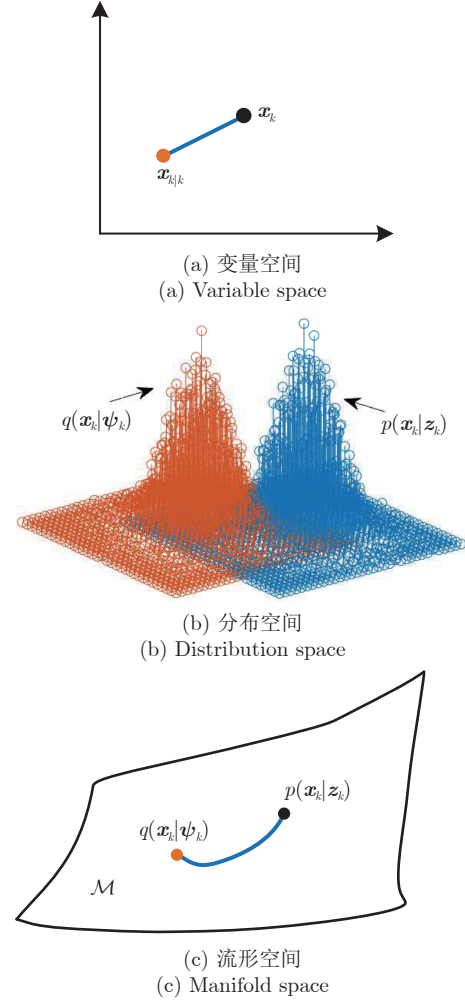 x_k
x_{k|k}
(a) 变量空间
(a) Variable space
q(x_k|ψ_k)
p(x_k|z_k)
(b) 分布空间
(b) Distribution space
p(x_k|z_k)
q(x_k|ψ_k)
ℳ
(c) 流形空间
(c) Manifold space